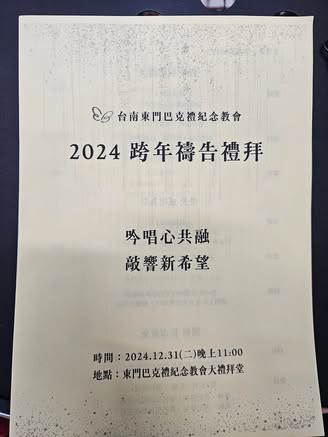 台南東門巴克禮紀念教會
2024 跨年禱告禮拜
吟唱心共融
敲響新希望
時間：2024.12.31(二)晚上11:00
地點：東門巴克禮紀念教會大禮拜堂